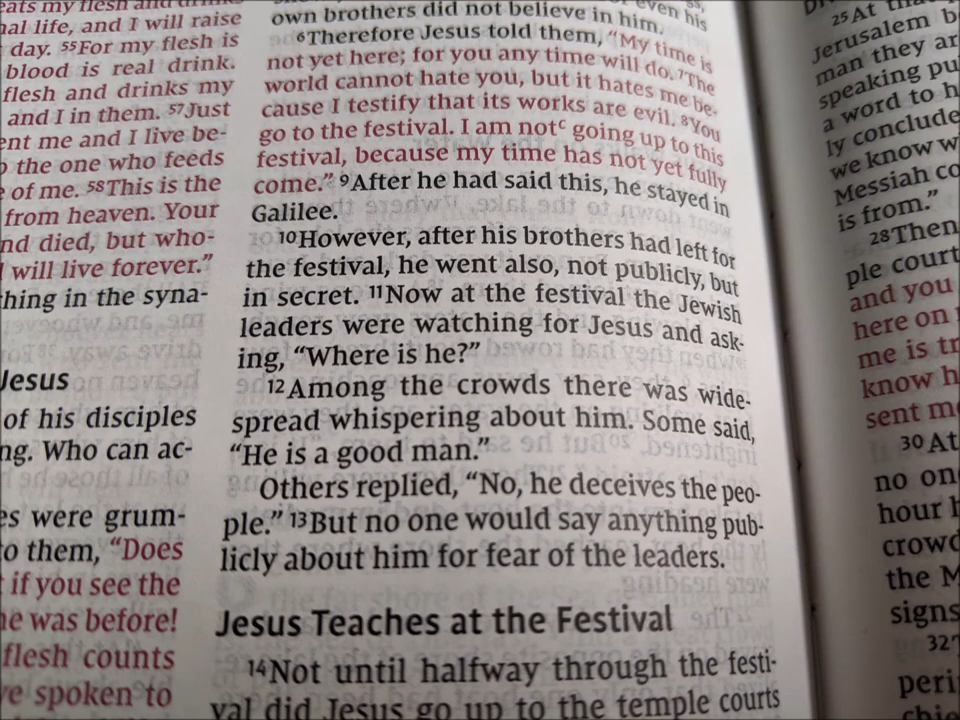 eats my flesh and drinks
nal life, and I will raise
day. 55For my flesh is
blood is real drink.
flesh and drinks my
and I in them. 57Just
ent me and I live be-
o the one who feeds
e of me. 58This is the
from heaven. Your
nd died, but who-
l will live forever."
thing in the syna-
Jesus
of his disciples
ng. Who can ac-
es were grum-
to them, "Does
t if you see the
he was before!
flesh counts
ve spoken to
even his
own brothers did not believe in him.
6Therefore Jesus told them, "My time is
not yet here; for you any time will do. 7The
world cannot hate you, but it hates me be-
cause I testify that its works are evil. 8You
go to the festival. I am not c going up to this
festival, because my time has not yet fully
come." 9After he had said this, he stayed in
Galilee.
10However, after his brothers had left for
the festival, he went also, not publicly, but
in secret. 11Now at the festival the Jewish
leaders were watching for Jesus and ask-
ing, "Where is he?"
12Among the crowds there was wide-
spread whispering about him. Some said,
"He is a good man."
Others replied, "No, he deceives the peo-
ple." 13But no one would say anything pub-
licly about him for fear of the leaders.
Jesus Teaches at the Festival
14Not until halfway through the festi-
val did Jesus go up to the temple courts
25At that
Jerusalem b
man they ar
speaking pu
a word to h
ly conclude
we know w
Messiah co
is from."
28Then
ple court
and you
here on
me is tr
know h
sent me
30At
no one
hour h
crowd
the M
signs
32T
peri
chie